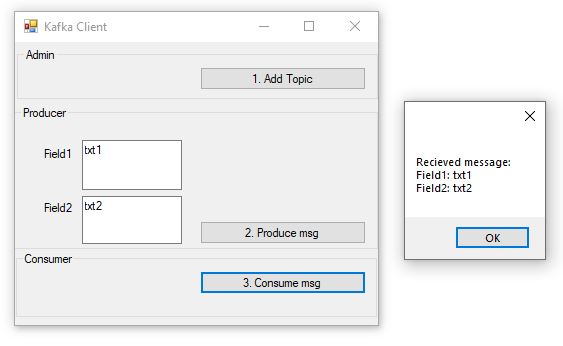 Kafka Client
Admin
1. Add Topic
Producer
Field1
txt1
Field2
txt2
2. Produce msg
Consumer
3. Consume msg
Recieved message:
Field1: txt1
Field2: txt2
OK